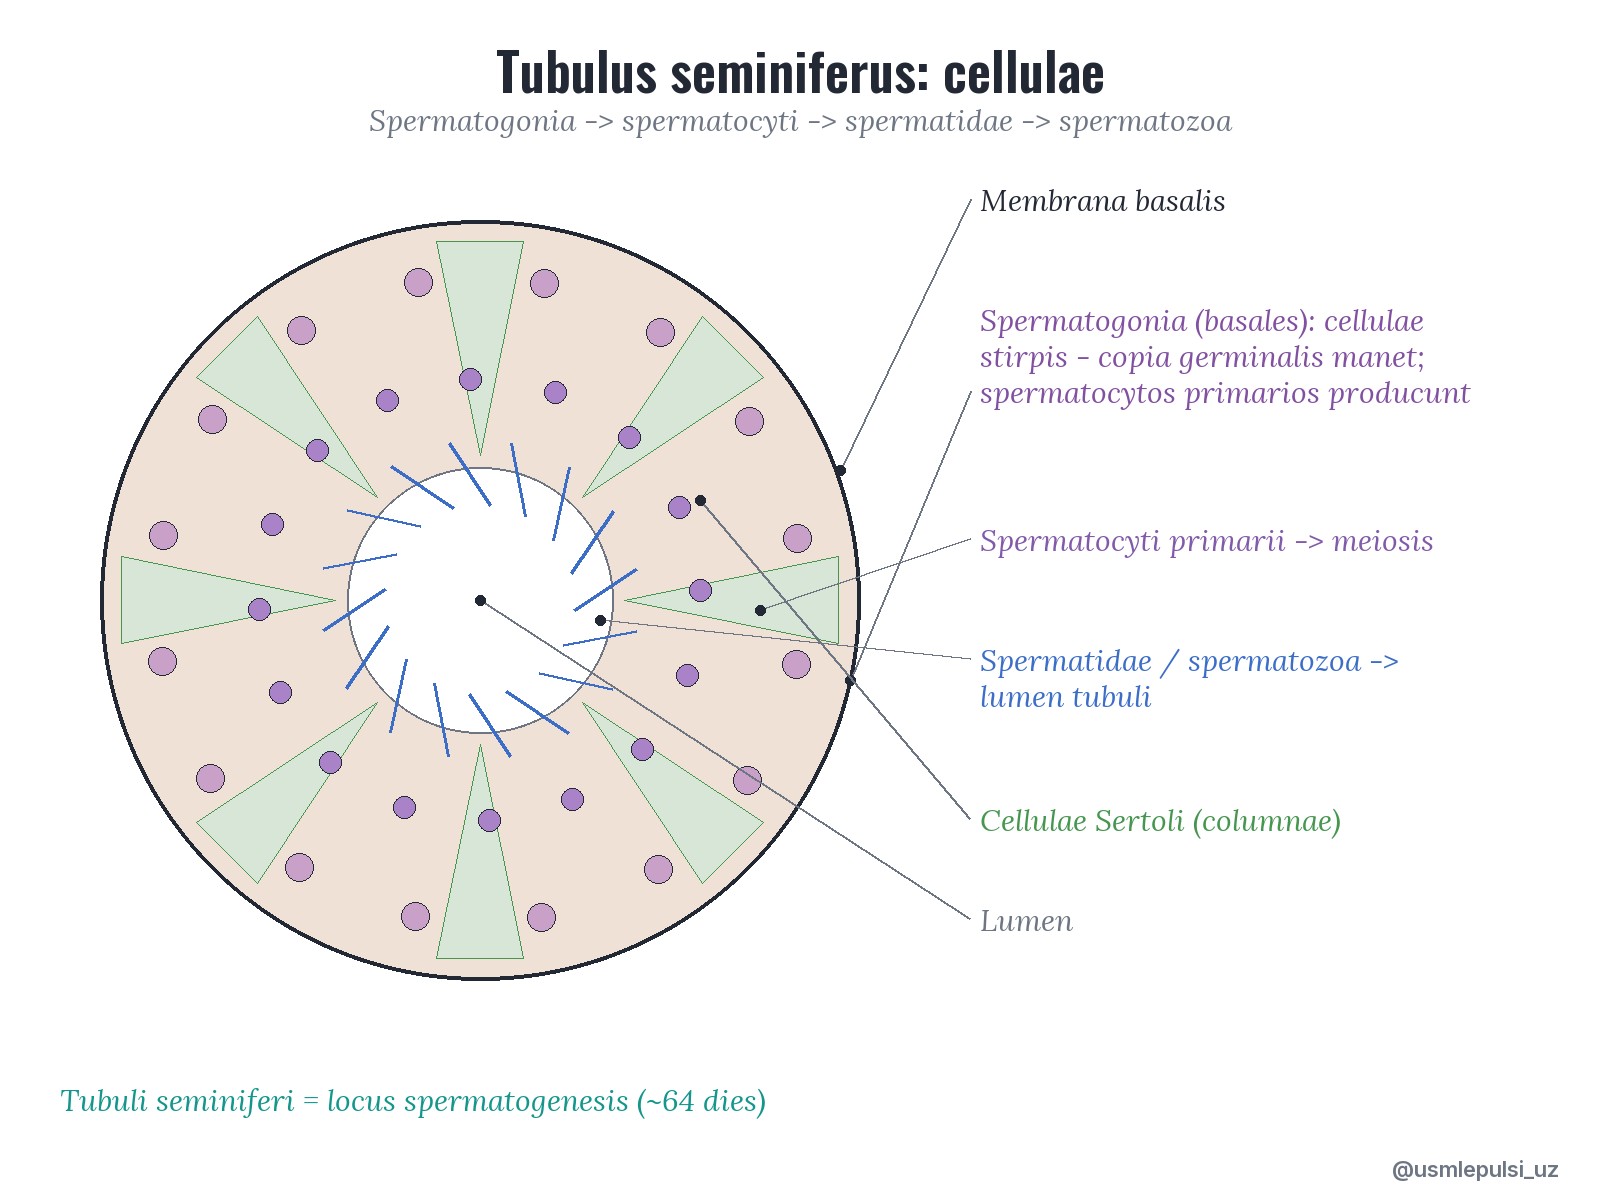 Tubulus seminiferus: cellulae
Spermatogonia -> spermatocyti -> spermatidae -> spermatozoa
Membrana basalis
Spermatogonia (basales): cellulae
stirpis - copia germinalis manet;
spermatocytos primarios producunt
Spermatocyti primarii -> meiosis
Spermatidae / spermatozoa ->
lumen tubuli
Cellulae Sertoli (columnae)
Lumen
Tubuli seminiferi = locus spermatogenesis (~64 dies)
@usmlepulsi_uz